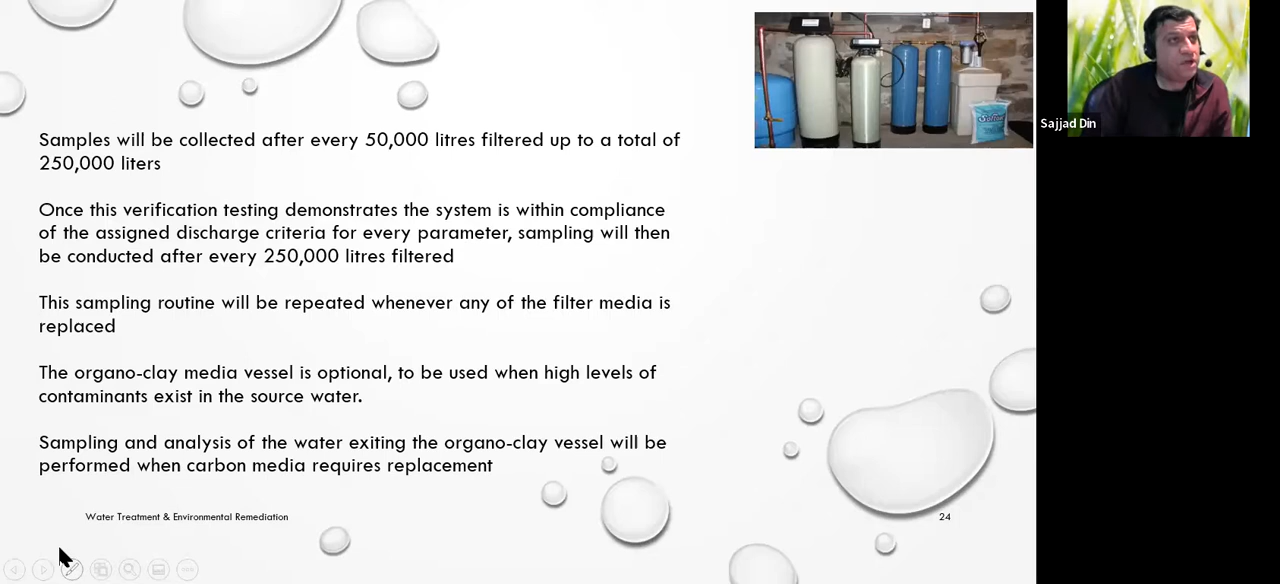 Samples will be collected after every 50,000 litres filtered up to a total of
250,000 liters
Once this verification testing demonstrates the system is within compliance
of the assigned discharge criteria for every parameter, sampling will then
be conducted after every 250,000 litres filtered
This sampling routine will be repeated whenever any of the filter media is
replaced
The organo-clay media vessel is optional, to be used when high levels of
contaminants exist in the source water.
Sampling and analysis of the water exiting the organo-clay vessel will be
performed when carbon media requires replacement
Water Treatment & Environmental Remediation
24
Sajjad Din